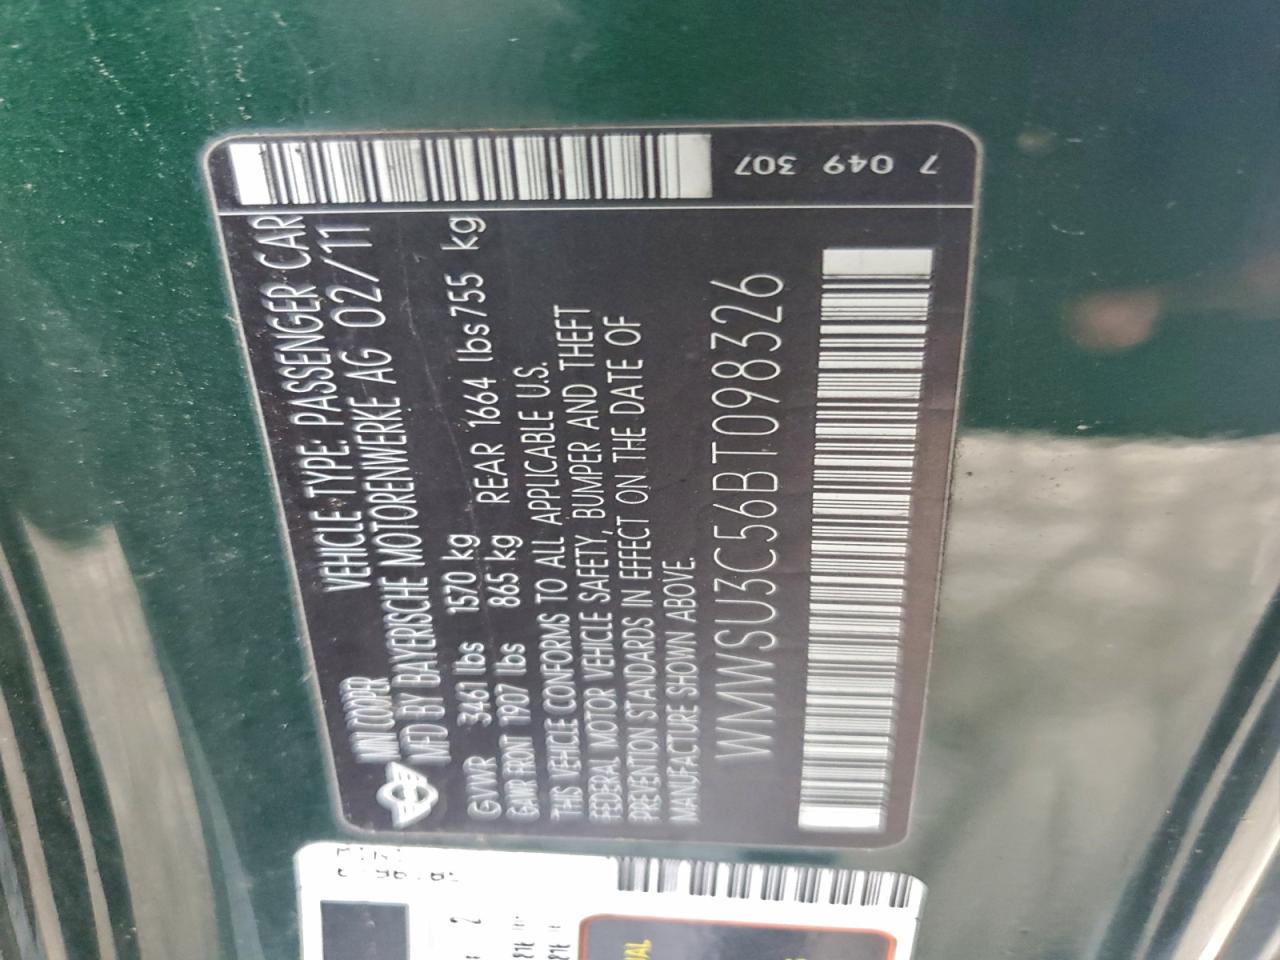 MINI COOPER VEHICLE TYPE: PASSENGER CAR
MFD BY BAYERISCHE MOTORENWERKE AG 02/11
GVWR 3461 lbs 1570 kg
GAWR FRONT 1907 lbs 865 kg REAR 1664 lbs 755 kg
THIS VEHICLE CONFORMS TO ALL APPLICABLE U.S.
FEDERAL MOTOR VEHICLE SAFETY, BUMPER AND THEFT
PREVENTION STANDARDS IN EFFECT ON THE DATE OF
MANUFACTURE SHOWN ABOVE.
WMWSU3C56BT098326
7 049 307